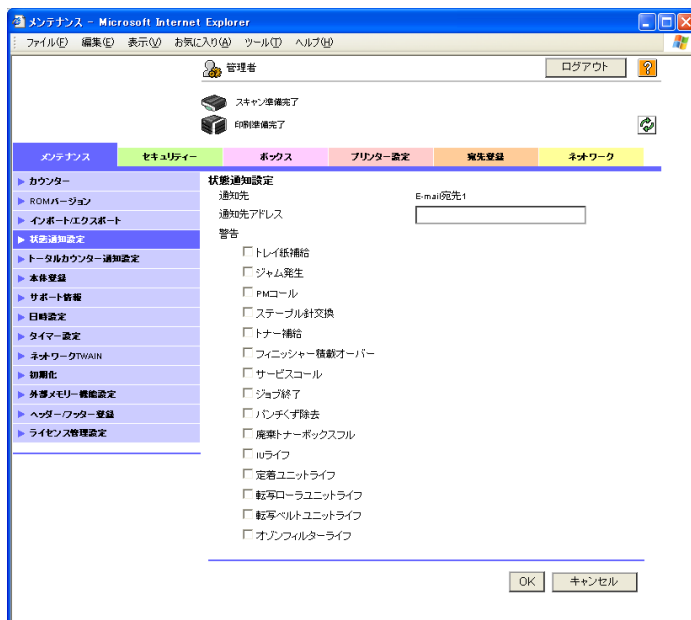 メンテナンス - Microsoft Internet Explorer
ファイル(F) 編集(E) 表示(V) お気に入り(A) ツール(T) ヘルプ(H)
管理者
ログアウト
?
スキャン準備完了
印刷準備完了
メンテナンス セキュリティー ボックス プリンター設定 宛先登録 ネットワーク
カウンター
ROMバージョン
インポート/エクスポート
状態通知設定
トータルカウンター通知設定
本体登録
サポート情報
日時設定
タイマー設定
ネットワークTWAIN
初期化
外部メモリー機能設定
ヘッダー/フッター登録
ライセンス管理設定
状態通知設定
通知先 E-mail宛先1
通知先アドレス
警告
トレイ紙補給
ジャム発生
PMコール
ステープル針交換
トナー補給
フィニッシャー積載オーバー
サービスコール
ジョブ終了
パンチくず除去
廃棄トナーボックスフル
IUライフ
定着ユニットライフ
転写ローラユニットライフ
転写ベルトユニットライフ
オゾンフィルターライフ
OK キャンセル